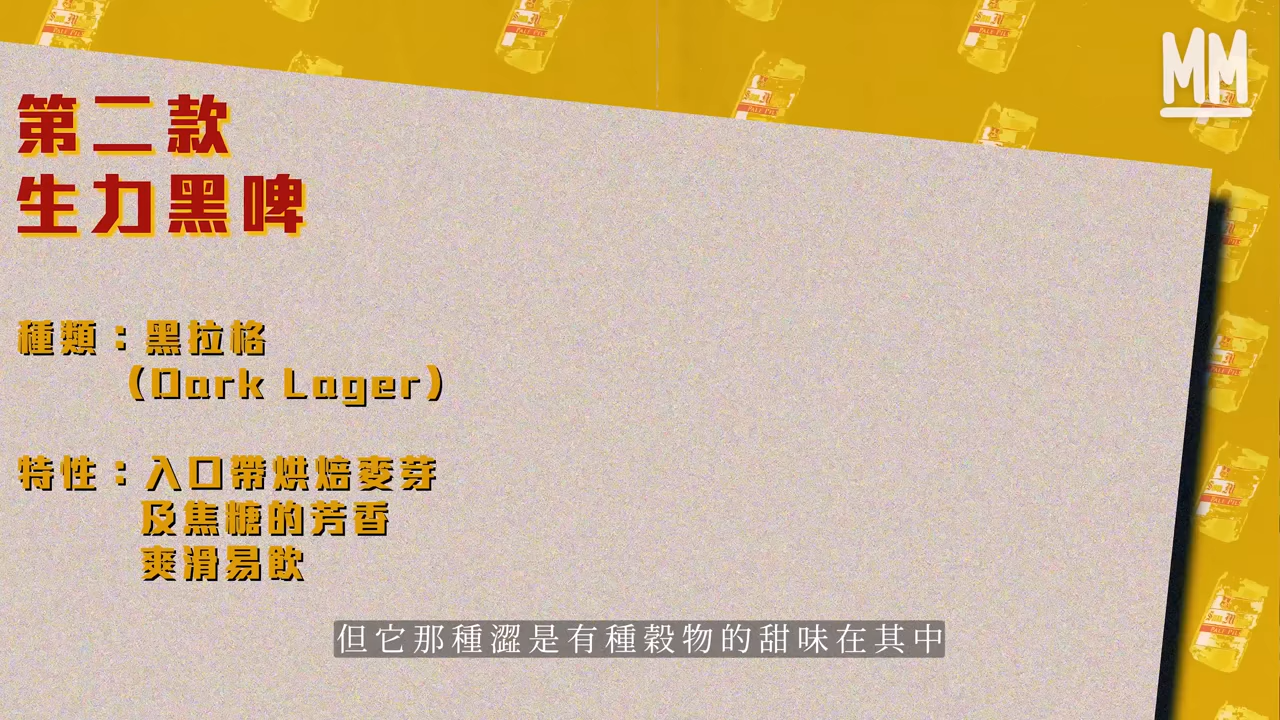 MM
第二款
生力黑啤
種類：黑拉格
(Dark Lager)
特性：入口帶烘焙麥芽
及焦糖的芳香
爽滑易飲
但它那種澀是有種穀物的甜味在其中